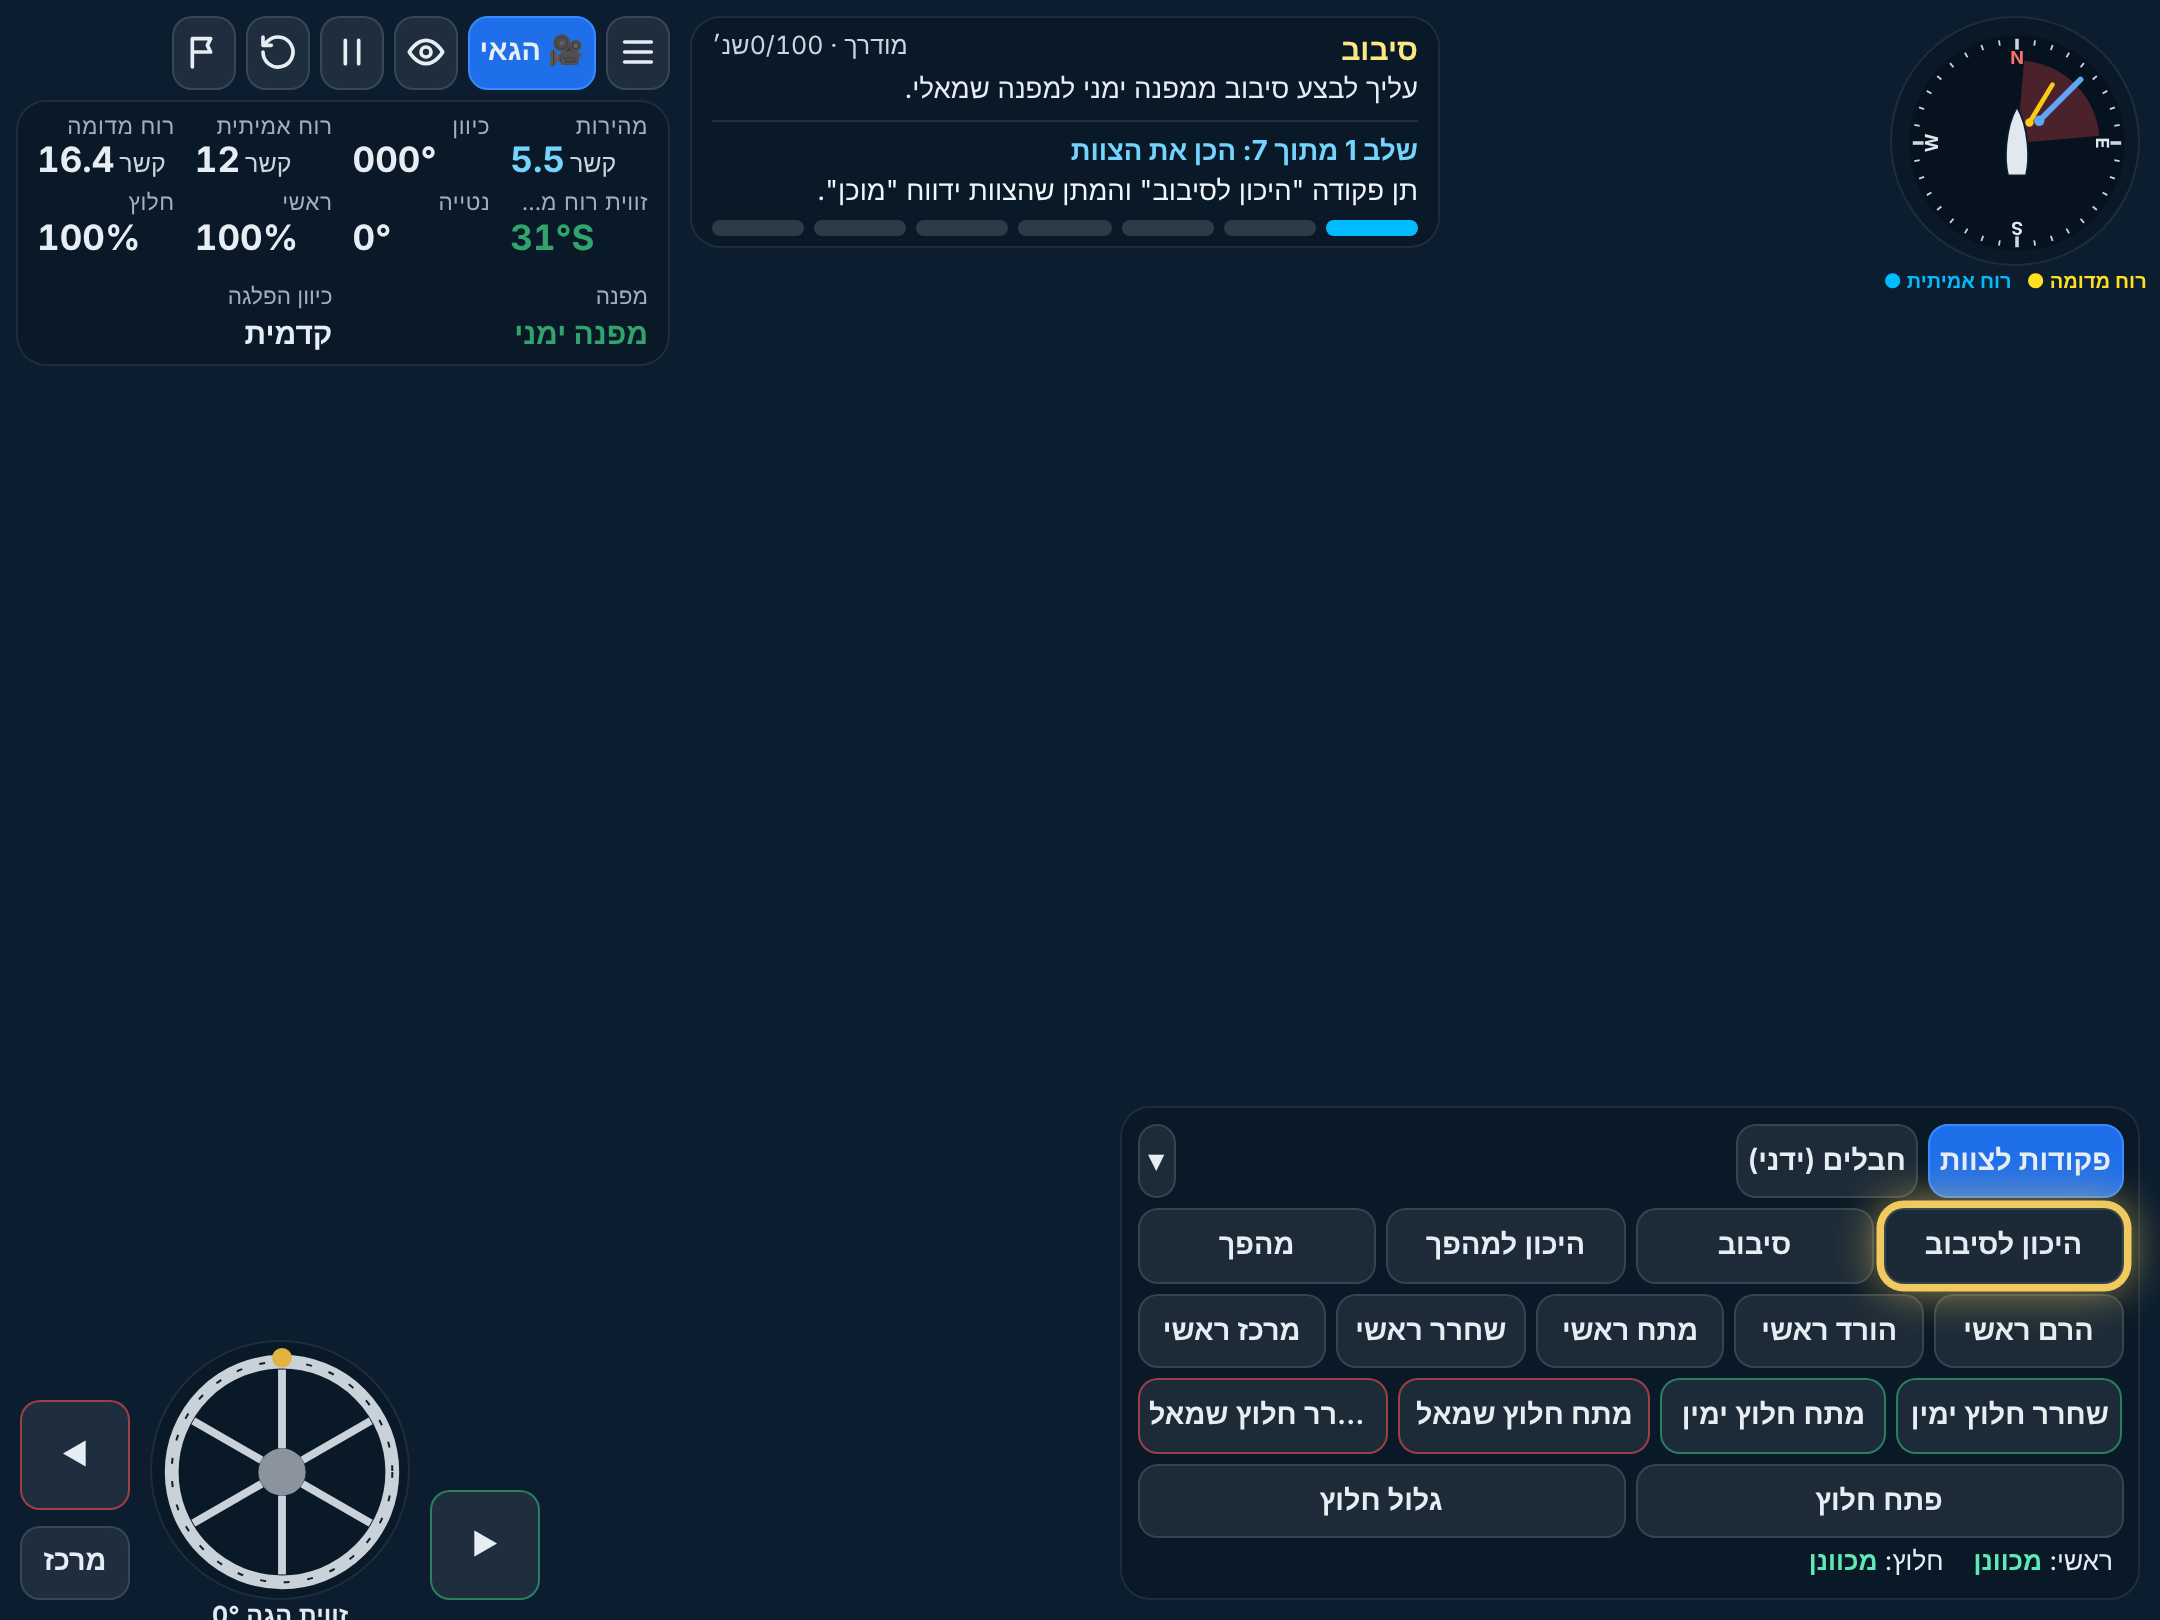 🎥 הגאי
סיבוב
מודרך · 0/100שנ׳
עליך לבצע סיבוב ממפנה ימני למפנה שמאלי.
שלב 1 מתוך 7: הכן את הצוות
תן פקודה "היכון לסיבוב" והמתן שהצוות ידווח "מוכן".
N
E
S
W
רוח מדומה
רוח אמיתית
מהירות
5.5 קשר
כיוון
000°
רוח אמיתית
12 קשר
רוח מדומה
16.4 קשר
זווית רוח מ...
31°S
נטייה
0°
ראשי
100%
חלוץ
100%
מפנה
מפנה ימני
כיוון הפלגה
קדמית
פקודות לצוות
חבלים (ידני)
▼
היכון לסיבוב
סיבוב
היכון למהפך
מהפך
הרם ראשי
הורד ראשי
מתח ראשי
שחרר ראשי
מרכז ראשי
שחרר חלוץ ימין
מתח חלוץ ימין
מתח חלוץ שמאל
...רר חלוץ שמאל
פתח חלוץ
גלול חלוץ
ראשי: מכוונן
חלוץ: מכוונן
מרכז
זווית הגה 0°